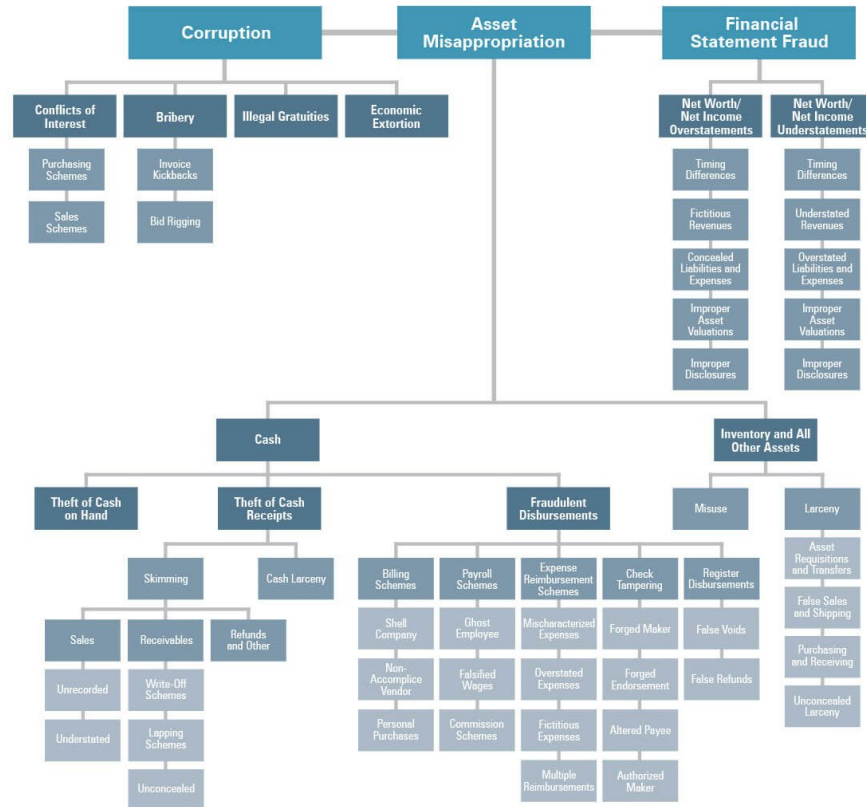 Corruption
Asset
Misappropriation
Financial
Statement Fraud
Conflicts of
Interest
Bribery
Illegal Gratuities
Economic
Extortion
Net Worth/
Net Income
Overstatements
Net Worth/
Net Income
Understatements
Purchasing
Schemes
Invoice
Kickbacks
Timing
Differences
Timing
Differences
Sales
Schemes
Bid Rigging
Fictitious
Revenues
Understated
Revenues
Concealed
Liabilities and
Expenses
Overstated
Liabilities and
Expenses
Improper
Asset
Valuations
Improper
Asset
Valuations
Improper
Disclosures
Improper
Disclosures
Cash
Inventory and All
Other Assets
Theft of Cash
on Hand
Theft of Cash
Receipts
Fraudulent
Disbursements
Misuse
Larceny
Skimming
Cash Larceny
Billing
Schemes
Payroll
Schemes
Expense
Reimbursement
Schemes
Check
Tampering
Register
Disbursements
Asset
Requisitions
and Transfers
Sales
Receivables
Refunds
and Other
Shell
Company
Ghost
Employee
Mischaracterized
Expenses
Forged Maker
False Voids
False Sales
and Shipping
Unrecorded
Write-Off
Schemes
Non-
Accomplice
Vendor
Falsified
Wages
Overstated
Expenses
Forged
Endorsement
False Refunds
Purchasing
and Receiving
Understated
Lapping
Schemes
Personal
Purchases
Commission
Schemes
Fictitious
Expenses
Altered Payee
Unconcealed
Larceny
Unconcealed
Multiple
Reimbursements
Authorized
Maker